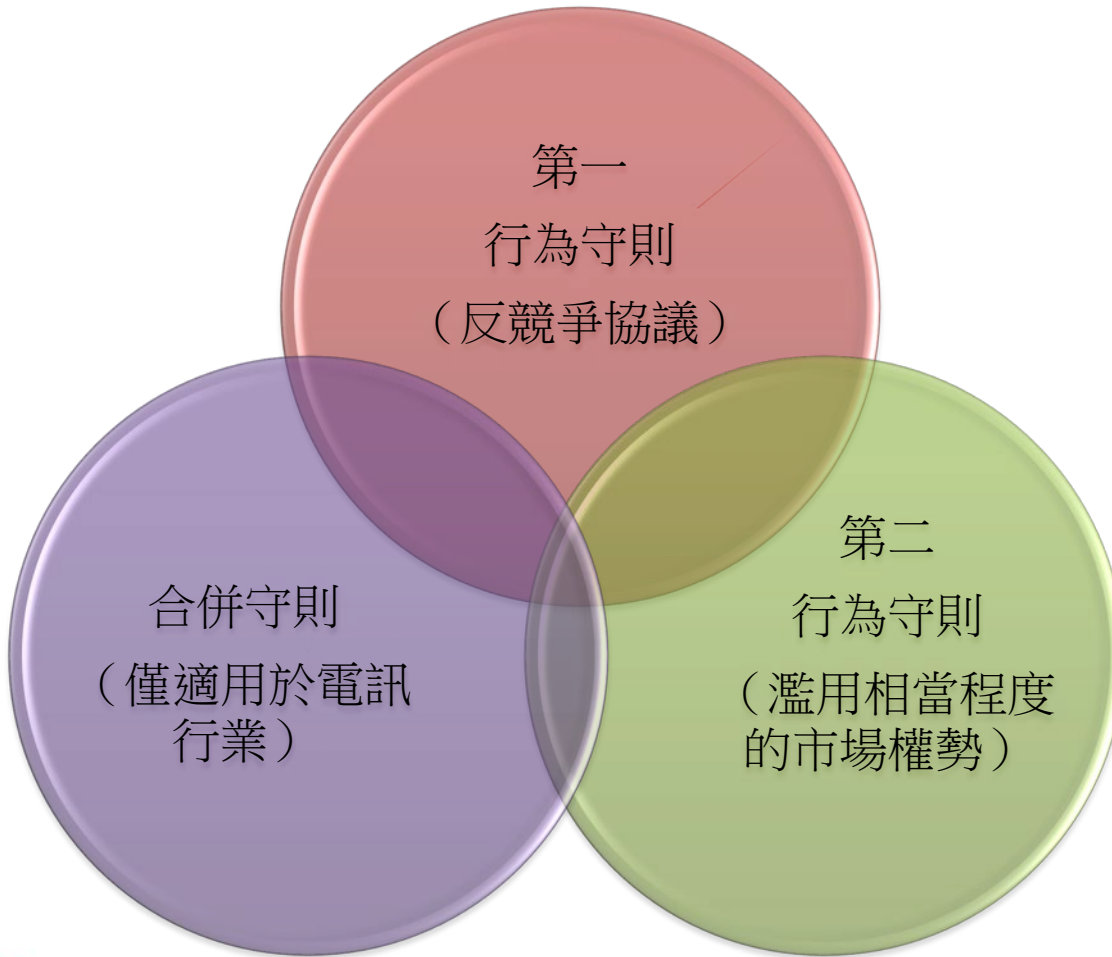 第一
行為守則
（反競爭協議）
第二
行為守則
（濫用相當程度
的市場權勢）
合併守則
（僅適用於電訊
行業）